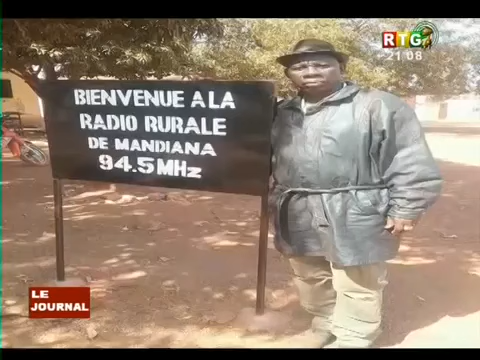 RTG
21:08
BIENVENUE A LA
RADIO RURALE
DE MANDIANA
94.5MHz
LE
JOURNAL